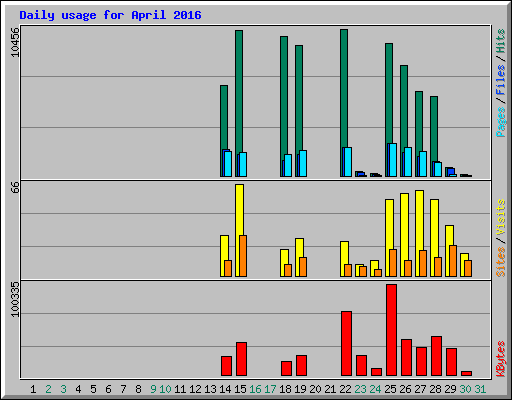 Daily usage for April 2016
10456
Pages/Files/Hits
66
Sites/Visits
100335
KBytes
1 2 3 4 5 6 7 8 9 10 11 12 13 14 15 16 17 18 19 20 21 22 23 24 25 26 27 28 29 30 31